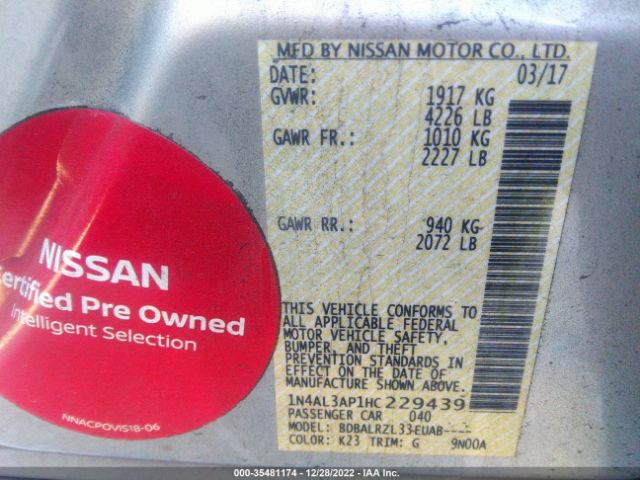 MFD BY NISSAN MOTOR CO., LTD.
DATE: 03/17
GVWR: 1917 KG
4226 LB
GAWR FR.: 1010 KG
2227 LB
GAWR RR.: 940 KG
2072 LB
THIS VEHICLE CONFORMS TO
ALL APPLICABLE FEDERAL
MOTOR VEHICLE SAFETY,
BUMPER, AND THEFT
PREVENTION STANDARDS IN
EFFECT ON THE DATE OF
MANUFACTURE SHOWN ABOVE.
1N4AL3AP1HC229439
PASSENGER CAR 040
MODEL: BDBALRZL33-EUAB----
COLOR: K23 TRIM: G 9N00A
NISSAN
Certified Pre Owned
Intelligent Selection
NNACPOVIS18-06
000-35481174 - 12/28/2022 - IAA